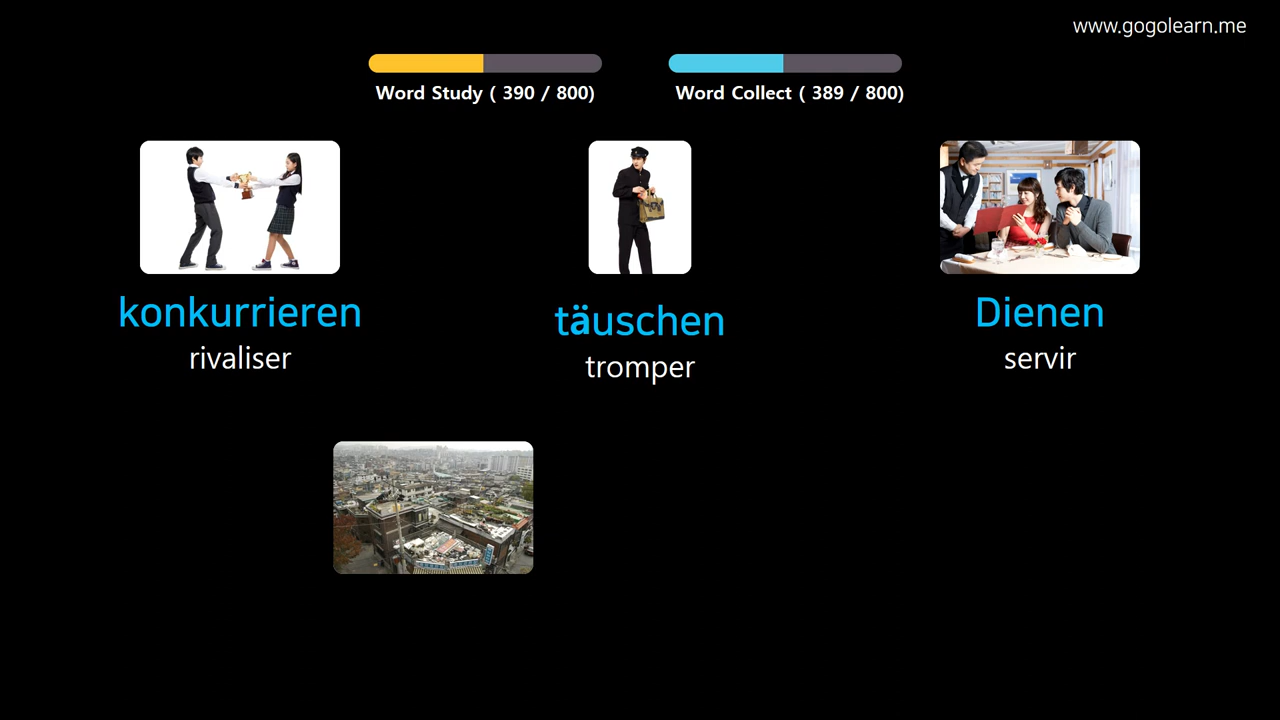 www.gogolearn.me
Word Study ( 390 / 800)
Word Collect ( 389 / 800)
konkurrieren
rivaliser
täuschen
tromper
Dienen
servir